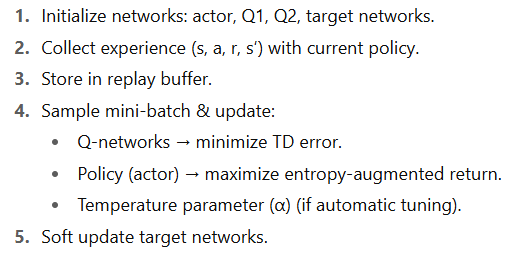 1. Initialize networks: actor, Q1, Q2, target networks.
2. Collect experience (s, a, r, s′) with current policy.
3. Store in replay buffer.
4. Sample mini-batch & update:
• Q-networks → minimize TD error.
• Policy (actor) → maximize entropy-augmented return.
• Temperature parameter (α) (if automatic tuning).
5. Soft update target networks.